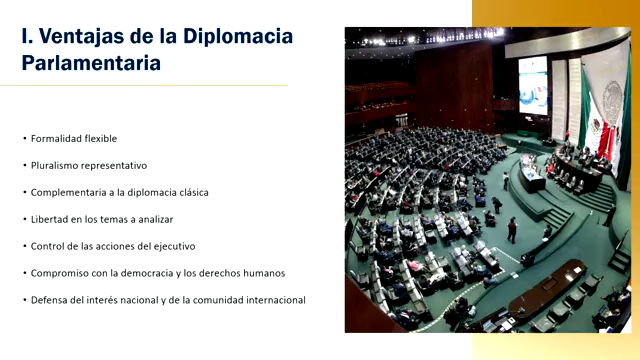 I. Ventajas de la Diplomacia
Parlamentaria
• Formalidad flexible
• Pluralismo representativo
• Complementaria a la diplomacia clásica
• Libertad en los temas a analizar
• Control de las acciones del ejecutivo
• Compromiso con la democracia y los derechos humanos
• Defensa del interés nacional y de la comunidad internacional